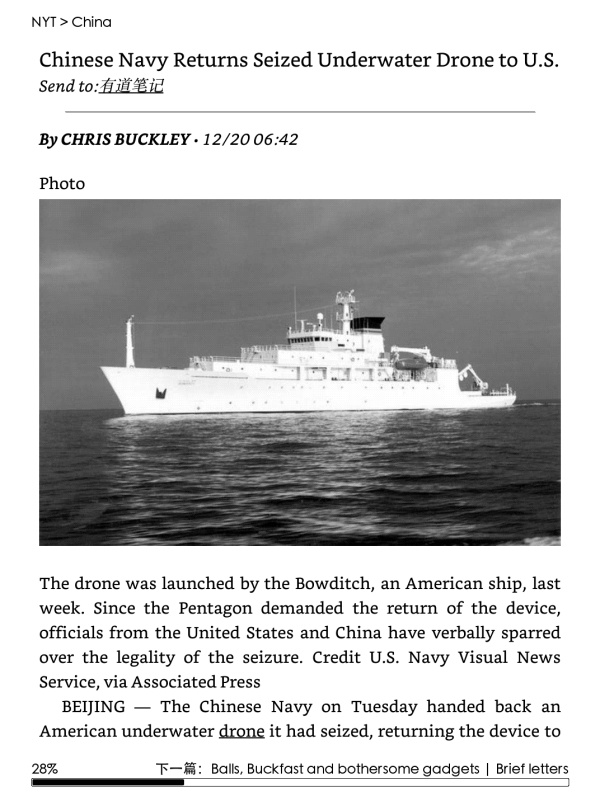 NYT > China
Chinese Navy Returns Seized Underwater Drone to U.S.
Send to:有道笔记
By CHRIS BUCKLEY • 12/20 06:42
Photo
The drone was launched by the Bowditch, an American ship, last
week. Since the Pentagon demanded the return of the device,
officials from the United States and China have verbally sparred
over the legality of the seizure. Credit U.S. Navy Visual News
Service, via Associated Press
BEIJING — The Chinese Navy on Tuesday handed back an
American underwater drone it had seized, returning the device to
28% 下一篇：Balls, Buckfast and bothersome gadgets | Brief letters